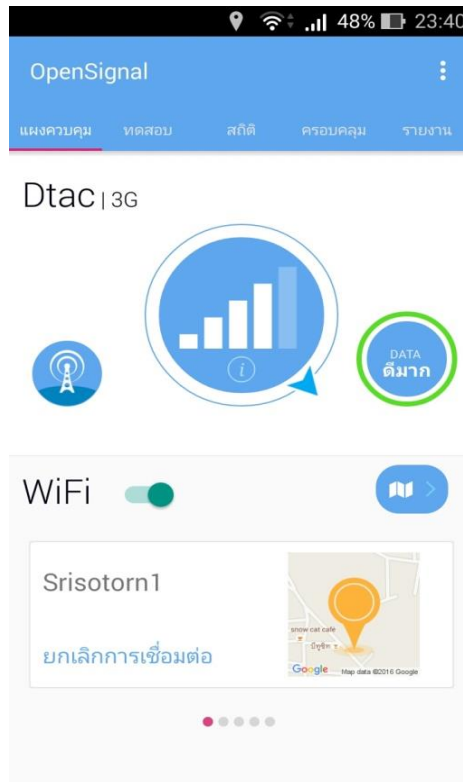 48% 23:40
OpenSignal
แผงควบคุม ทดสอบ สถิติ ครอบคลุม รายงาน
Dtac | 3G
i
DATA
ดีมาก
WiFi
Srisotorn1
ยกเลิกการเชื่อมต่อ
snow cat cafe
Google Map data ©2016 Google